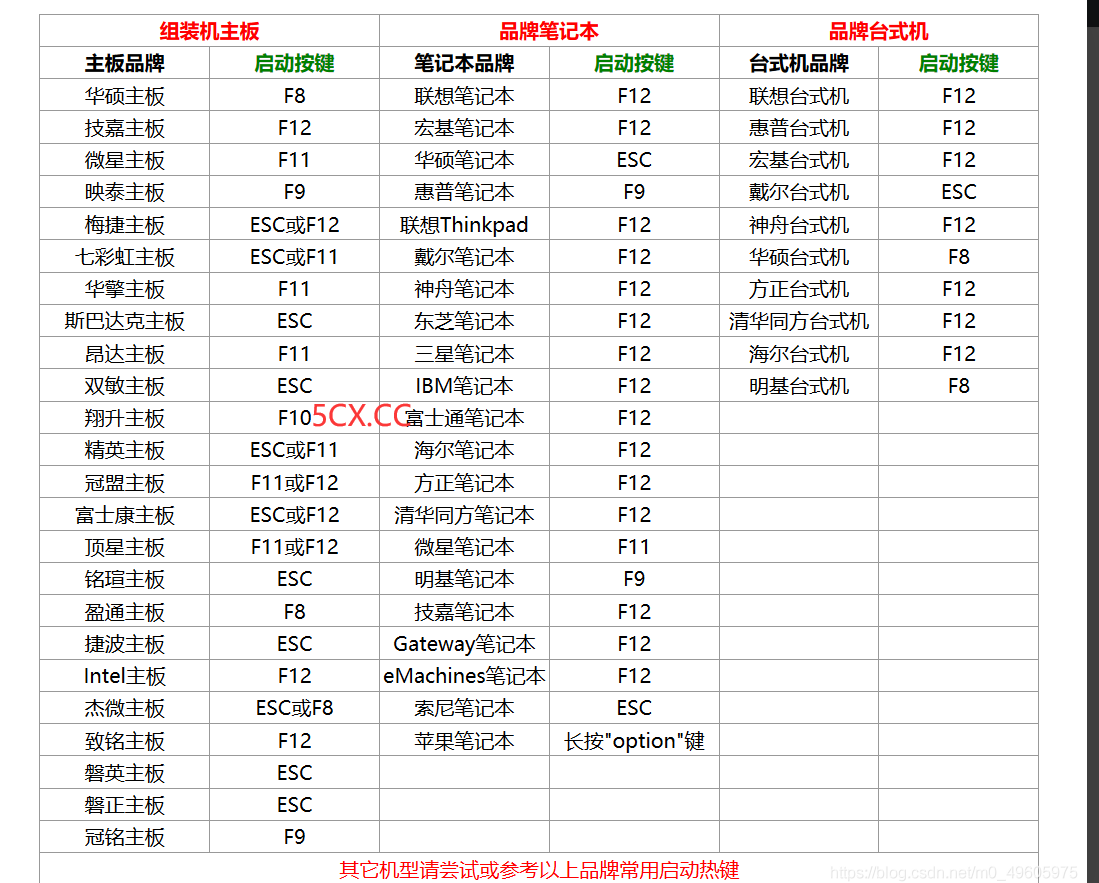 组装机主板 品牌笔记本 品牌台式机
主板品牌 启动按键 笔记本品牌 启动按键 台式机品牌 启动按键
华硕主板 F8 联想笔记本 F12 联想台式机 F12
技嘉主板 F12 宏基笔记本 F12 惠普台式机 F12
微星主板 F11 华硕笔记本 ESC 宏基台式机 F12
映泰主板 F9 惠普笔记本 F9 戴尔台式机 ESC
梅捷主板 ESC或F12 联想Thinkpad F12 神舟台式机 F12
七彩虹主板 ESC或F11 戴尔笔记本 F12 华硕台式机 F8
华擎主板 F11 神舟笔记本 F12 方正台式机 F12
斯巴达克主板 ESC 东芝笔记本 F12 清华同方台式机 F12
昂达主板 F11 三星笔记本 F12 海尔台式机 F12
双敏主板 ESC IBM笔记本 F12 明基台式机 F8
翔升主板 F10 5CX.CC 富士通笔记本 F12
精英主板 ESC或F11 海尔笔记本 F12
冠盟主板 F11或F12 方正笔记本 F12
富士康主板 ESC或F12 清华同方笔记本 F12
顶星主板 F11或F12 微星笔记本 F11
铭瑄主板 ESC 明基笔记本 F9
盈通主板 F8 技嘉笔记本 F12
捷波主板 ESC Gateway笔记本 F12
Intel主板 F12 eMachines笔记本 F12
杰微主板 ESC或F8 索尼笔记本 ESC
致铭主板 F12 苹果笔记本 长按"option"键
磐英主板 ESC
磐正主板 ESC
冠铭主板 F9
其它机型请尝试或参考以上品牌常用启动热键
https://blog.csdn.net/m0_49605975